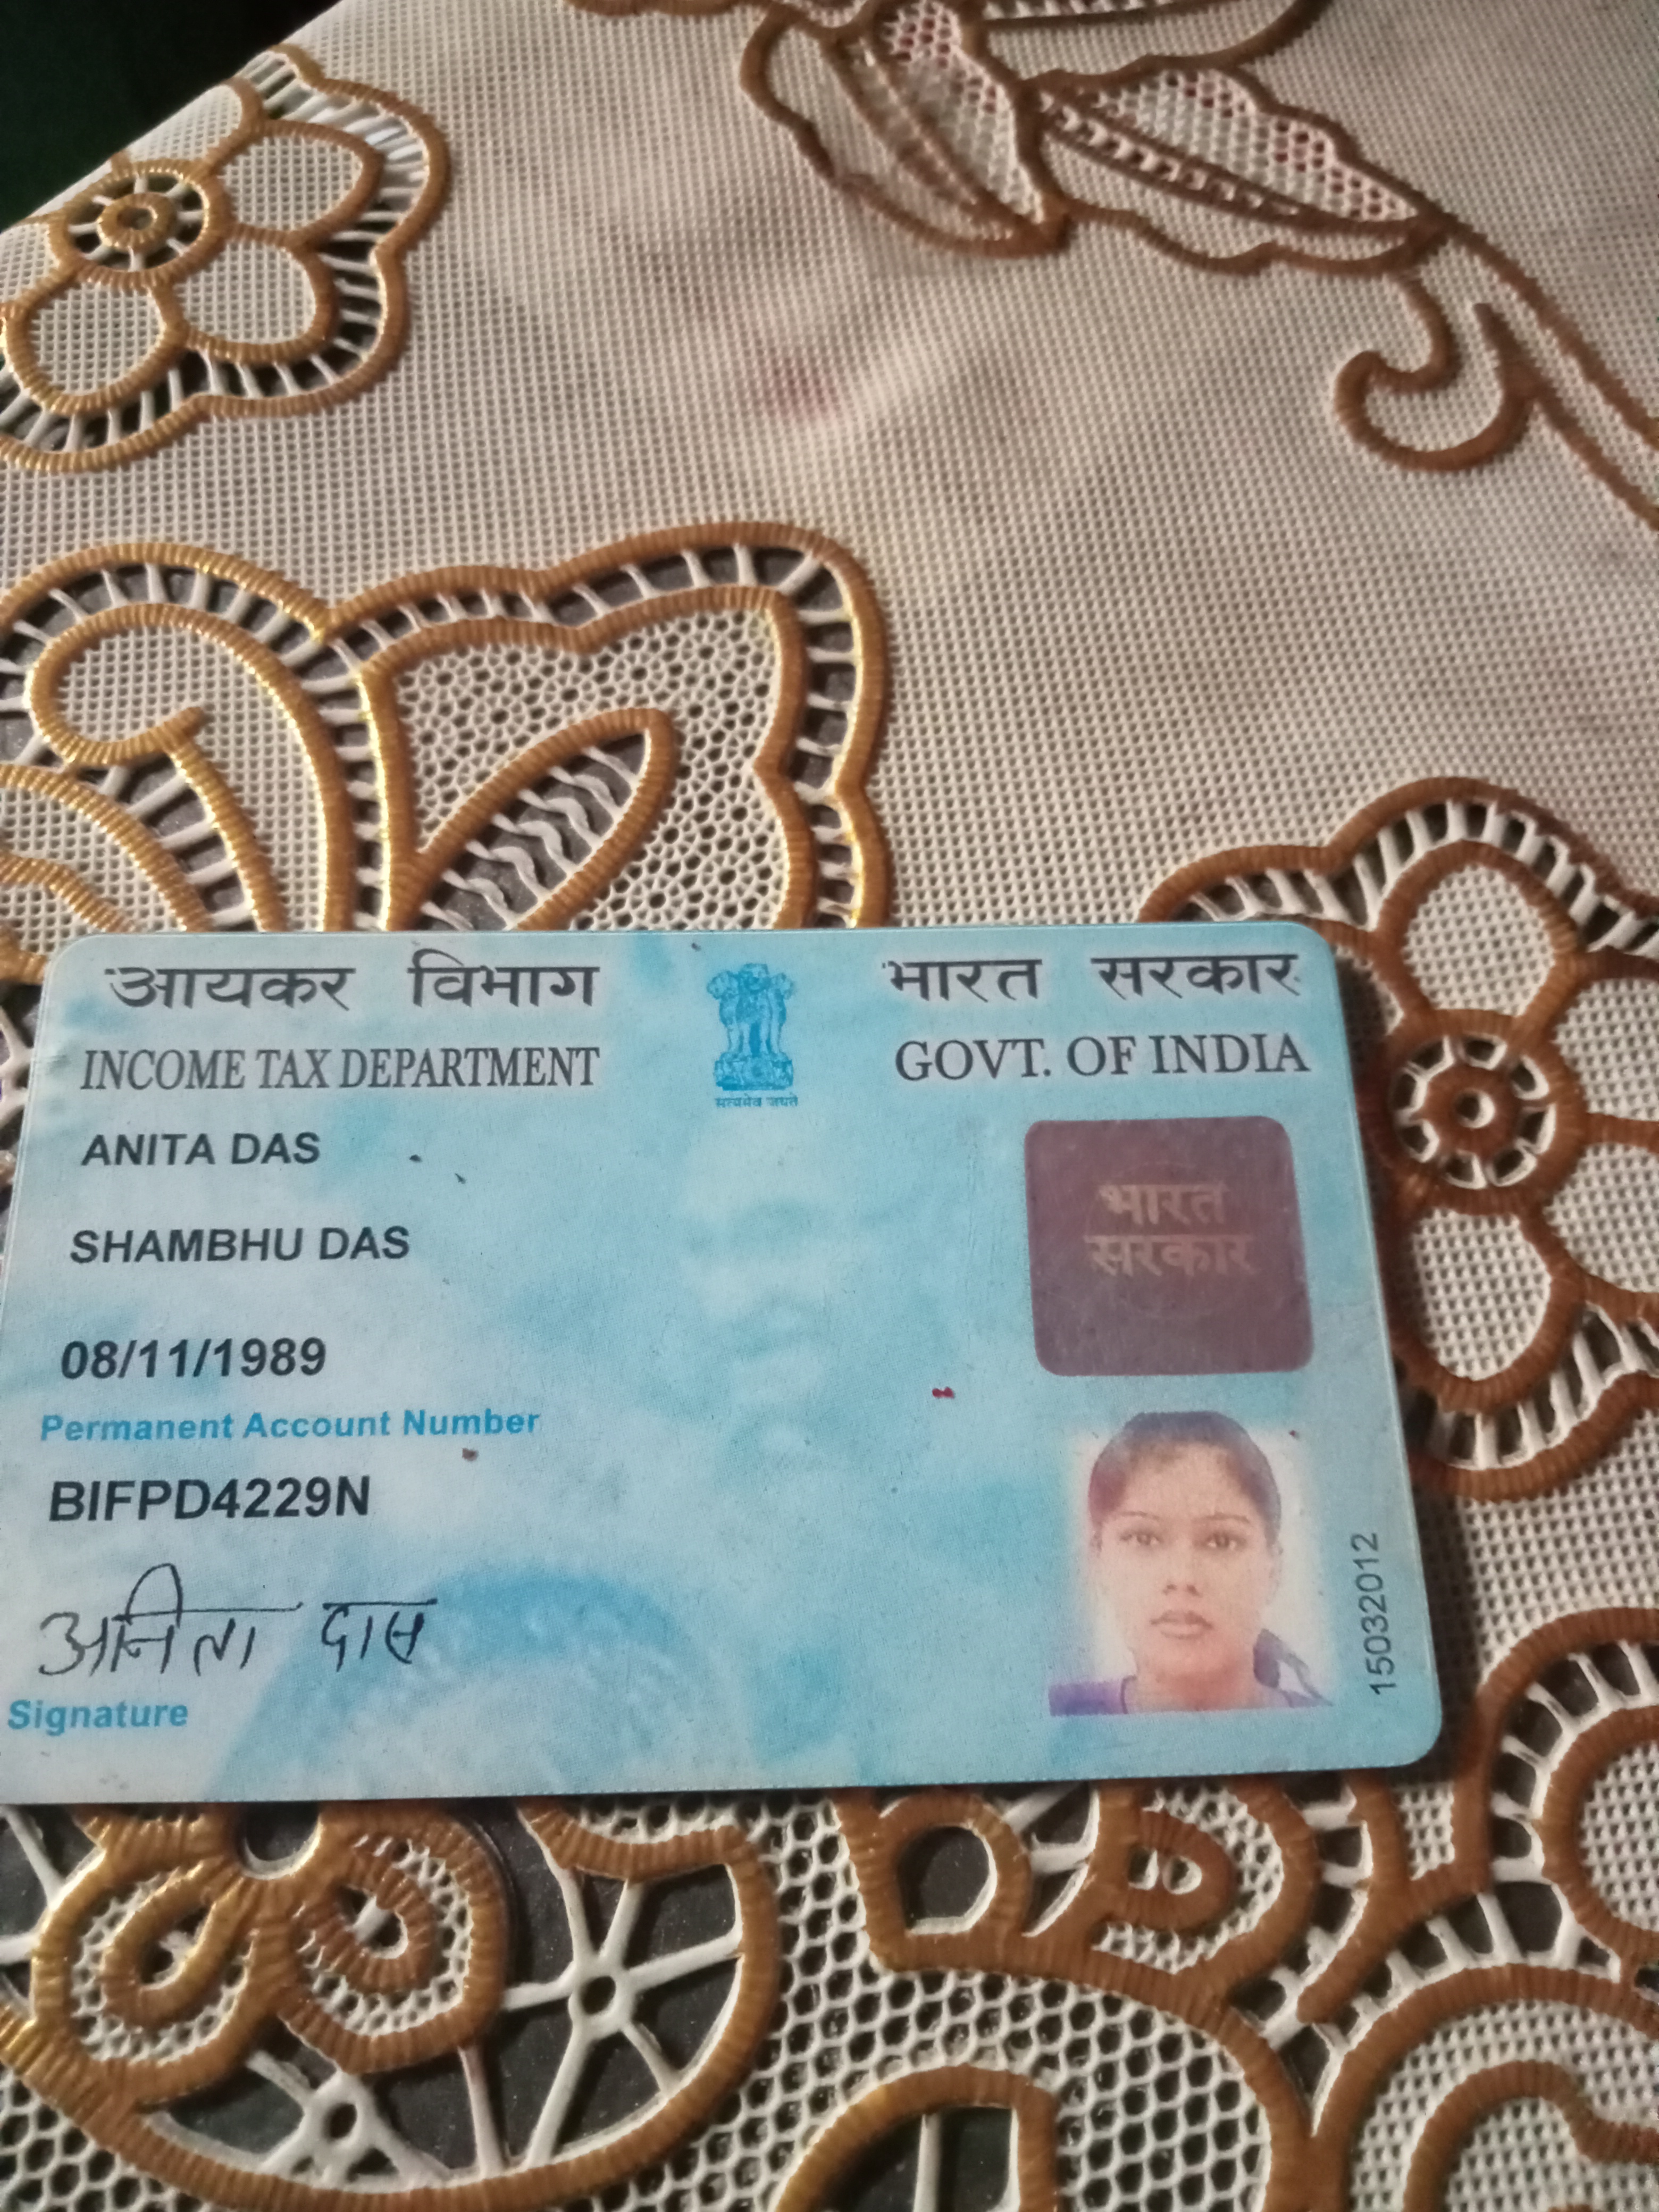 आयकर विभाग
भारत सरकार
INCOME TAX DEPARTMENT
GOVT. OF INDIA
सत्यमेव जयते
ANITA DAS
SHAMBHU DAS
08/11/1989
Permanent Account Number
BIFPD4229N
अनिता दास
Signature
भारत
सरकार
15032012